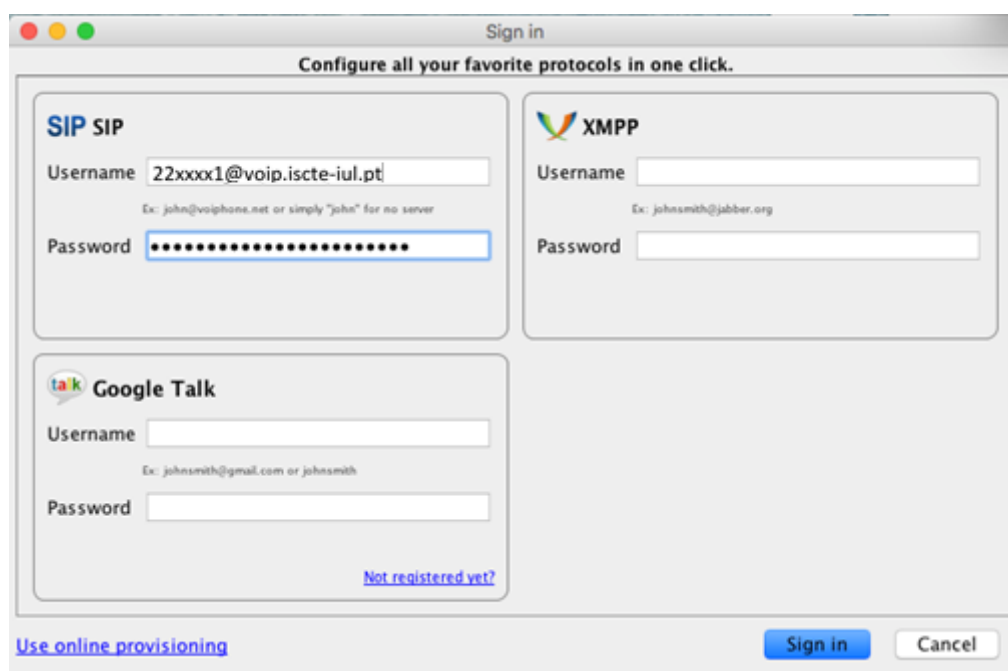 Sign in
Configure all your favorite protocols in one click.
SIP SIP
Username 22xxxx1@voip.iscte-iul.pt
Ex: john@voiphone.net or simply "john" for no server
Password •••••••••••••••••••••••
XMPP
Username
Ex: johnsmith@jabber.org
Password
talk Google Talk
Username
Ex: johnsmith@gmail.com or johnsmith
Password
Not registered yet?
Use online provisioning
Sign in Cancel